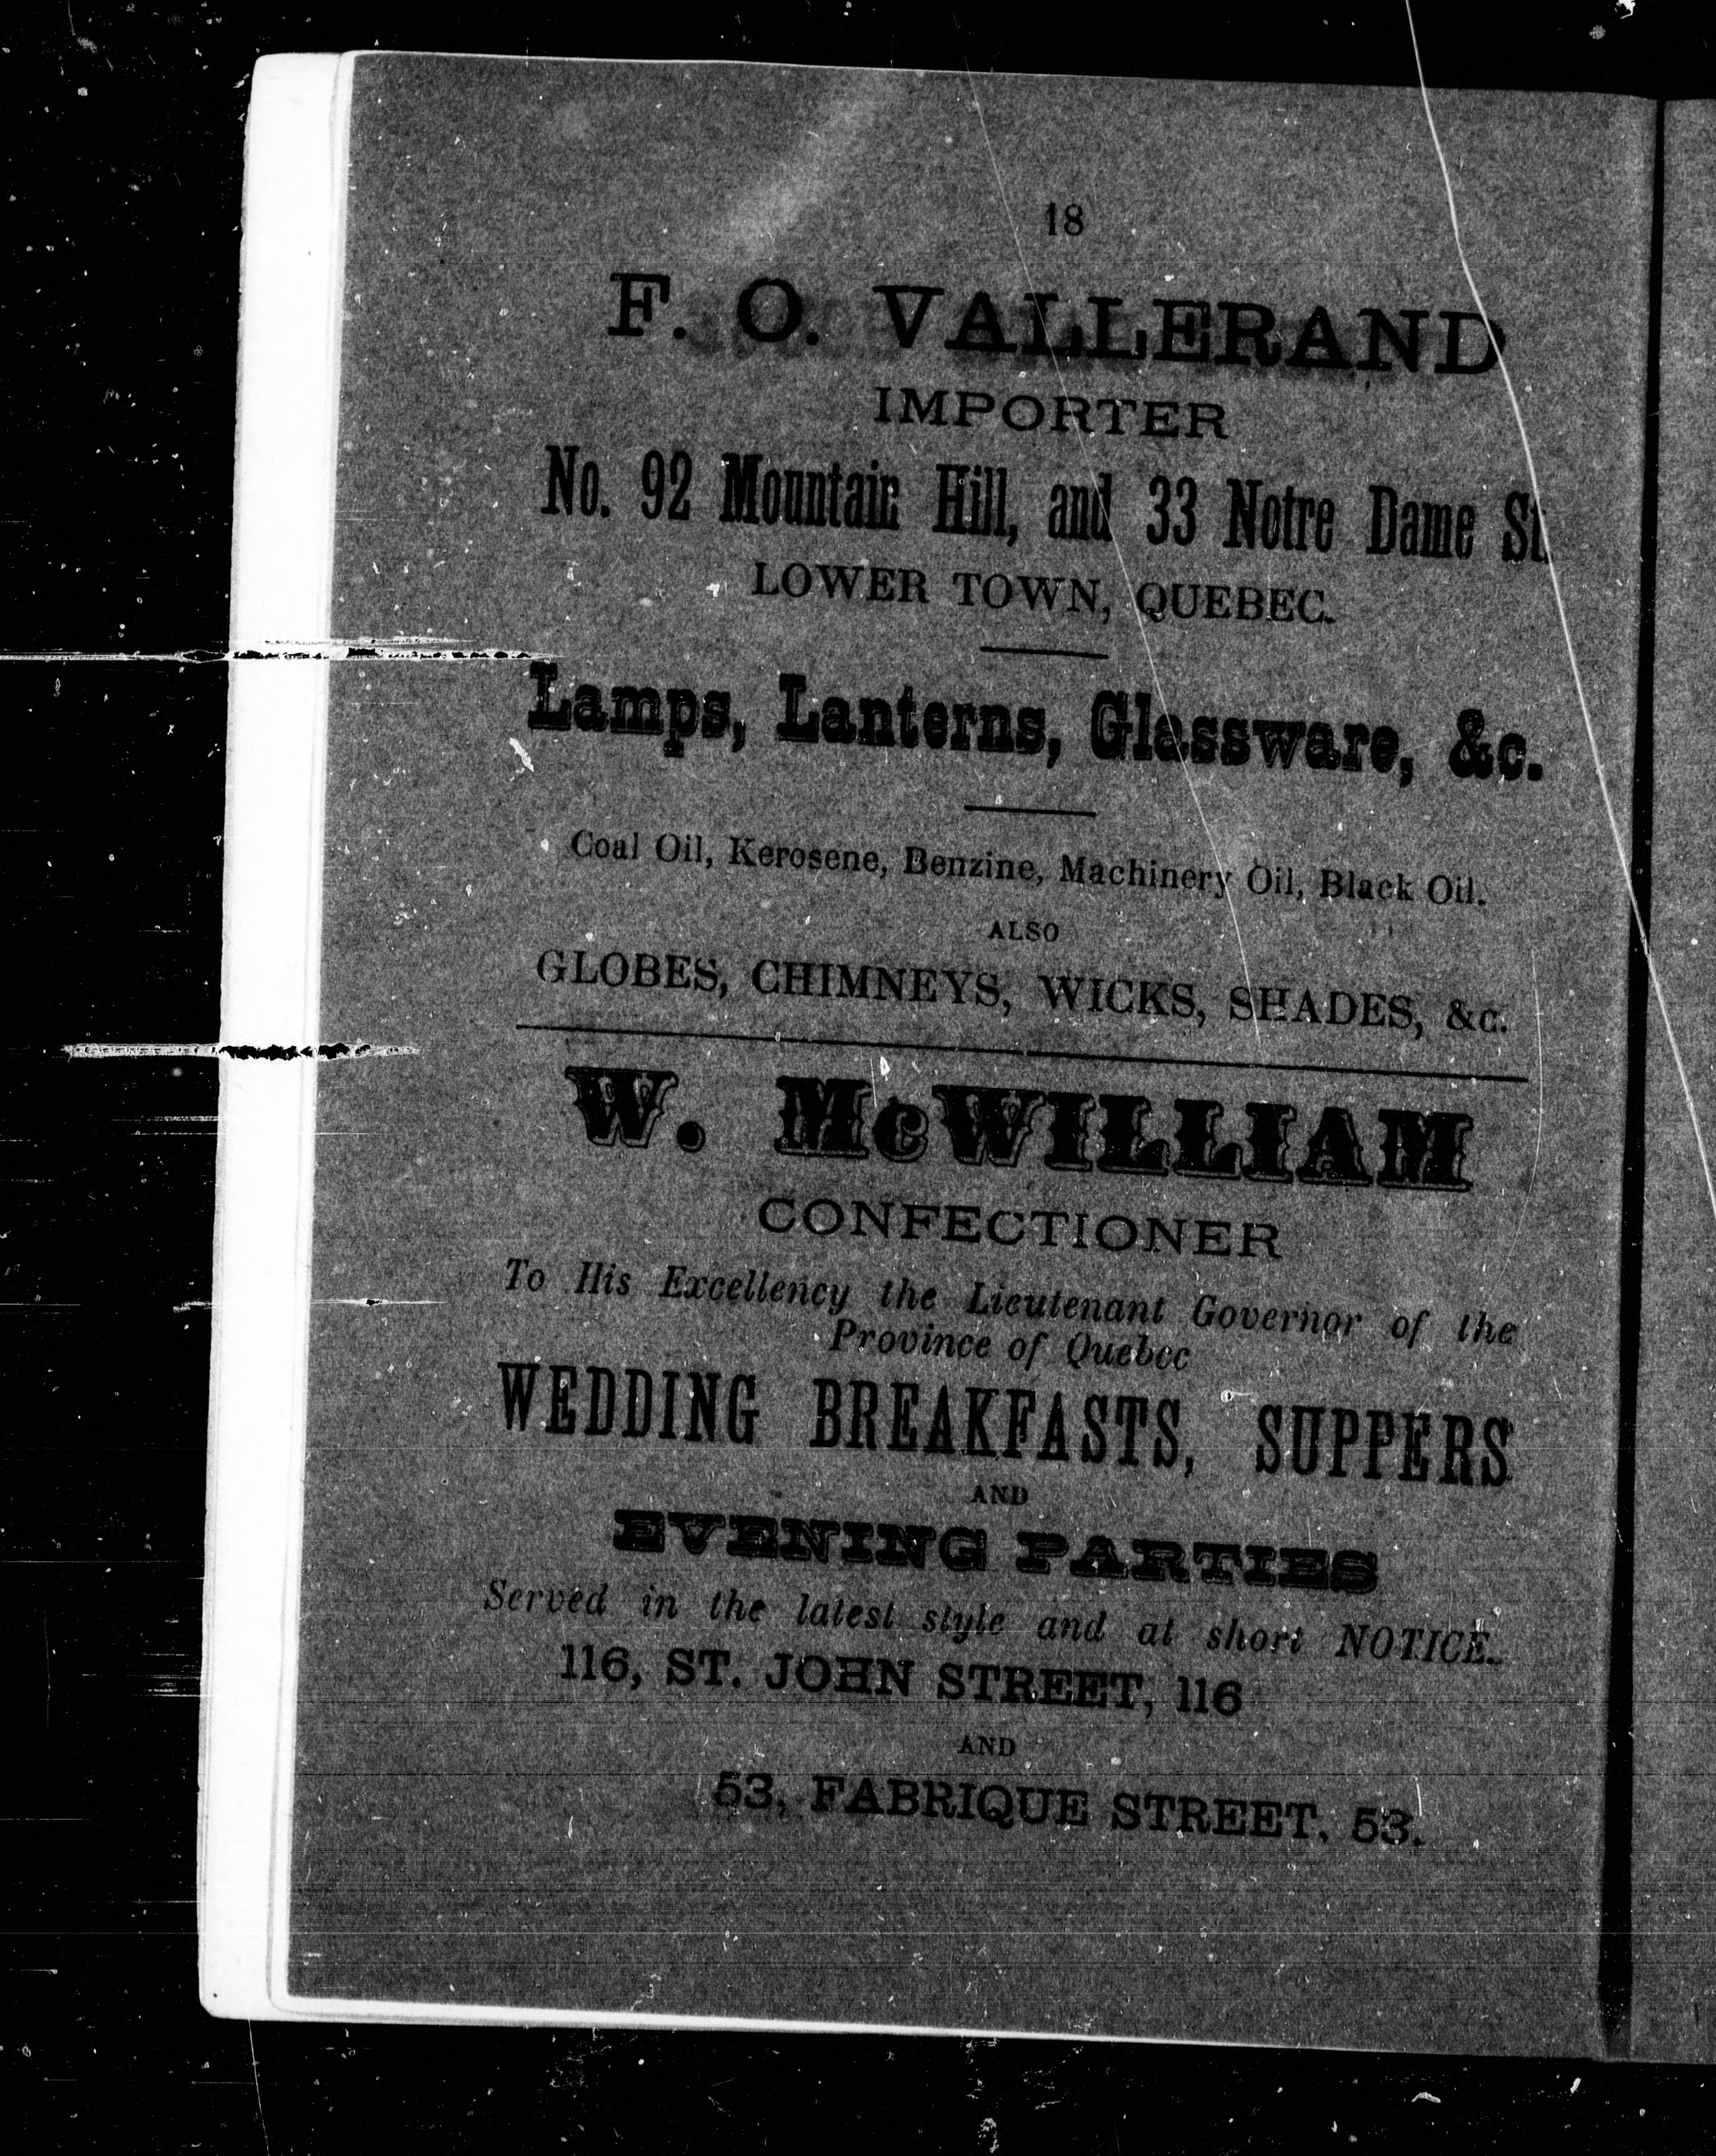 18
F. O. VALLERAND
IMPORTER
No. 92 Mountain Hill, and 33 Notre Dame St
LOWER TOWN, QUEBEC.
Lamps, Lanterns, Glassware, &c.
Coal Oil, Kerosene, Benzine, Machinery Oil, Black Oil.
ALSO
GLOBES, CHIMNEYS, WICKS, SHADES, &c.
W. McWILLIAM
CONFECTIONER
To His Excellency the Lieutenant Governor of the
Province of Quebec
WEDDING BREAKFASTS, SUPPERS
AND
EVENING PARTIES
Served in the latest style and at short NOTICE.
116, ST. JOHN STREET, 116
AND
53, FABRIQUE STREET, 53.